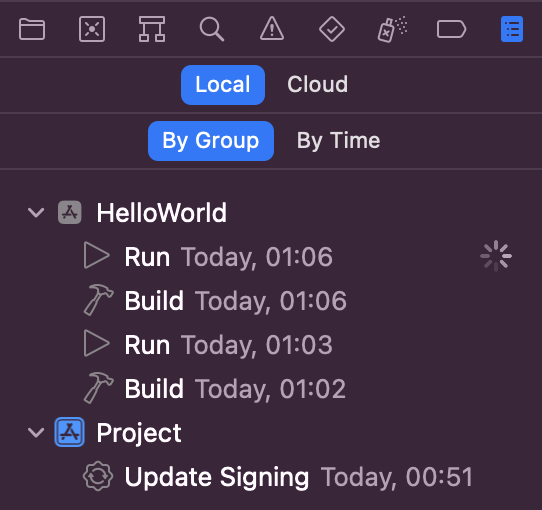 Local Cloud
By Group By Time
HelloWorld
Run Today, 01:06
Build Today, 01:06
Run Today, 01:03
Build Today, 01:02
Project
Update Signing Today, 00:51